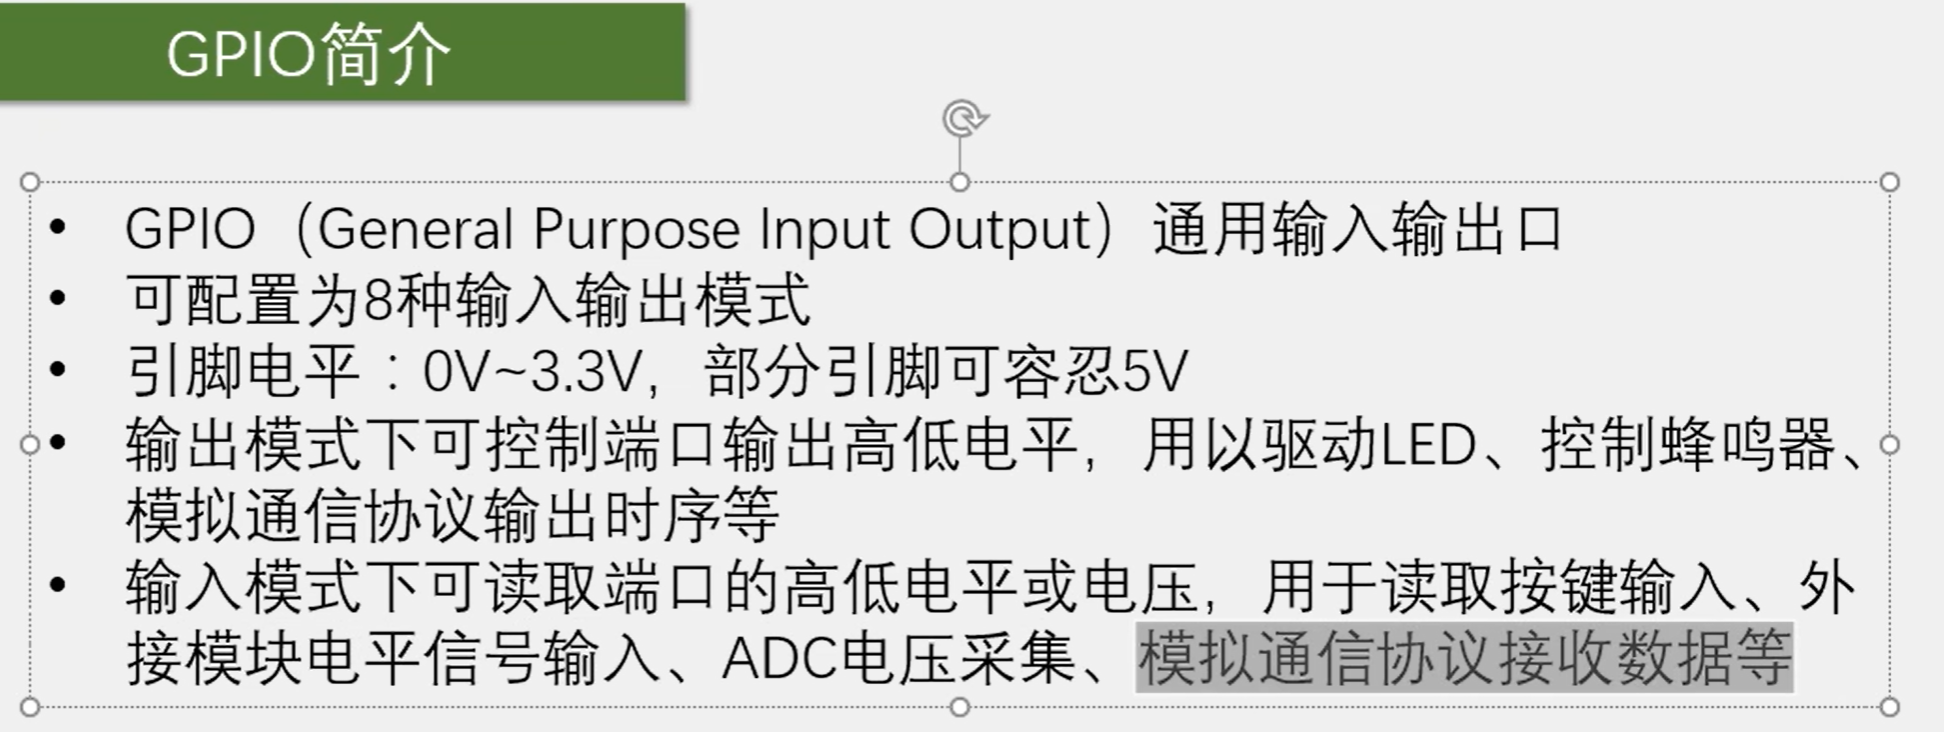 GPIO简介
• GPIO（General Purpose Input Output）通用输入输出口
• 可配置为8种输入输出模式
• 引脚电平：0V~3.3V，部分引脚可容忍5V
• 输出模式下可控制端口输出高低电平，用以驱动LED、控制蜂鸣器、
模拟通信协议输出时序等
• 输入模式下可读取端口的高低电平或电压，用于读取按键输入、外
接模块电平信号输入、ADC电压采集、模拟通信协议接收数据等